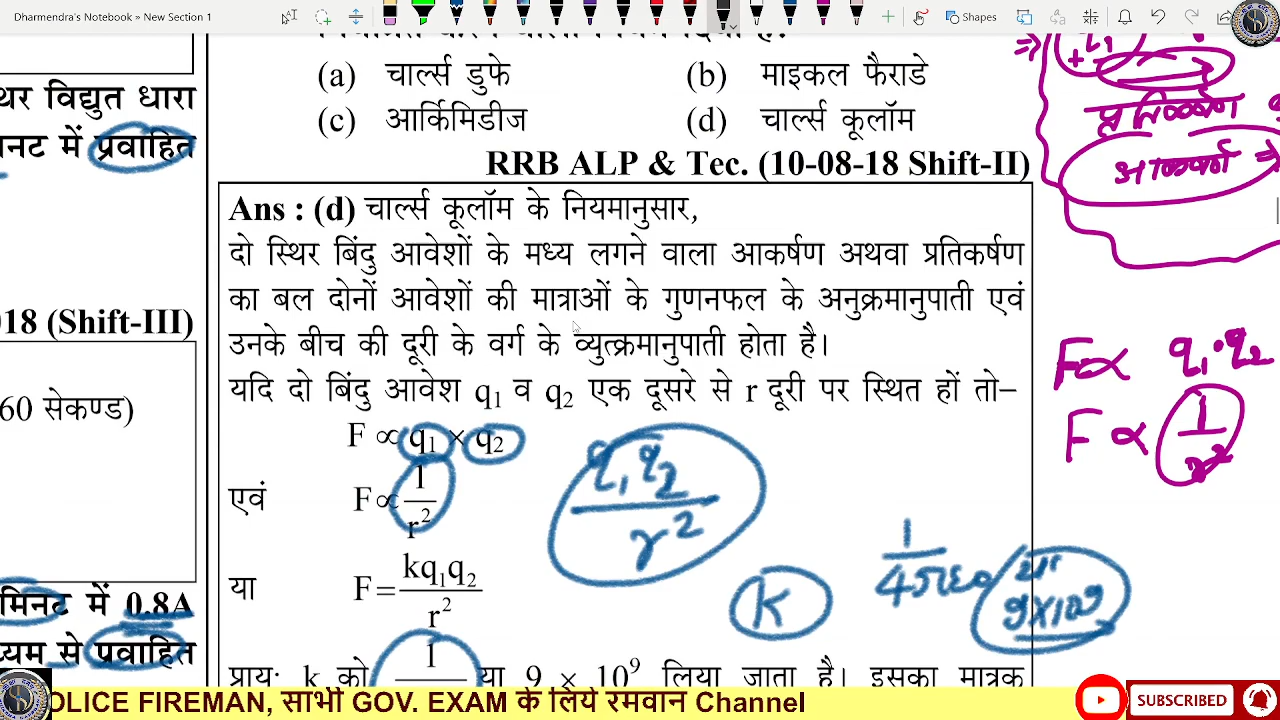 Dharmendra's Notebook » New Section 1
Shapes
(a) चार्ल्स डुफे (b) माइकल फैराडे
(c) आर्किमिडीज (d) चार्ल्स कूलॉम
RRB ALP & Tec. (10-08-18 Shift-II)
Ans : (d) चार्ल्स कूलॉम के नियमानुसार,
दो स्थिर बिंदु आवेशों के मध्य लगने वाला आकर्षण अथवा प्रतिकर्षण
का बल दोनों आवेशों की मात्राओं के गुणनफल के अनुक्रमानुपाती एवं
उनके बीच की दूरी के वर्ग के व्युत्क्रमानुपाती होता है।
यदि दो बिंदु आवेश q₁ व q₂ एक दूसरे से r दूरी पर स्थित हों तो–
F ∝ q₁ × q₂
एवं F∝ 1/r²
या F= kq₁q₂/r²
प्रायः k को 1 या 9 × 10⁹ लिया जाता है। इसका मात्रक
q₁q₂/r²
K
1/4πε₀
या
9×10⁹
थर विद्युत धारा
नट में प्रवाहित
018 (Shift-III)
60 सेकण्ड)
मिनट में 0.8A
ध्यम से प्रवाहित
प्रतिकर्षण
आकर्षण ⇒
F∝ q₁·q₂
F ∝ 1/r²
OLICE FIREMAN, साभी GOV. EXAM के लिये रमवान Channel
SUBSCRIBED